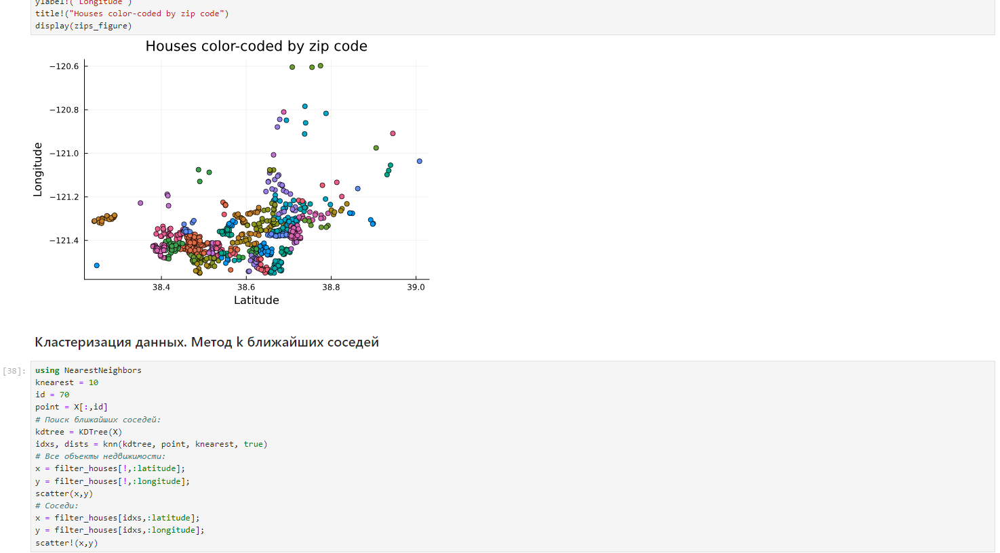 ylabel!("Longitude")
title!("Houses color-coded by zip code")
display(zips_figure)
Houses color-coded by zip code
−120.6
−120.8
−121.0
−121.2
−121.4
Longitude
38.4 38.6 38.8 39.0
Latitude
Кластеризация данных. Метод k ближайших соседей
[38]:
using NearestNeighbors
knearest = 10
id = 70
point = X[:,id]
# Поиск ближайших соседей:
kdtree = KDTree(X)
idxs, dists = knn(kdtree, point, knearest, true)
# Все объекты недвижимости:
x = filter_houses[!,:latitude];
y = filter_houses[!,:longitude];
scatter(x,y)
# Соседи:
x = filter_houses[idxs,:latitude];
y = filter_houses[idxs,:longitude];
scatter!(x,y)